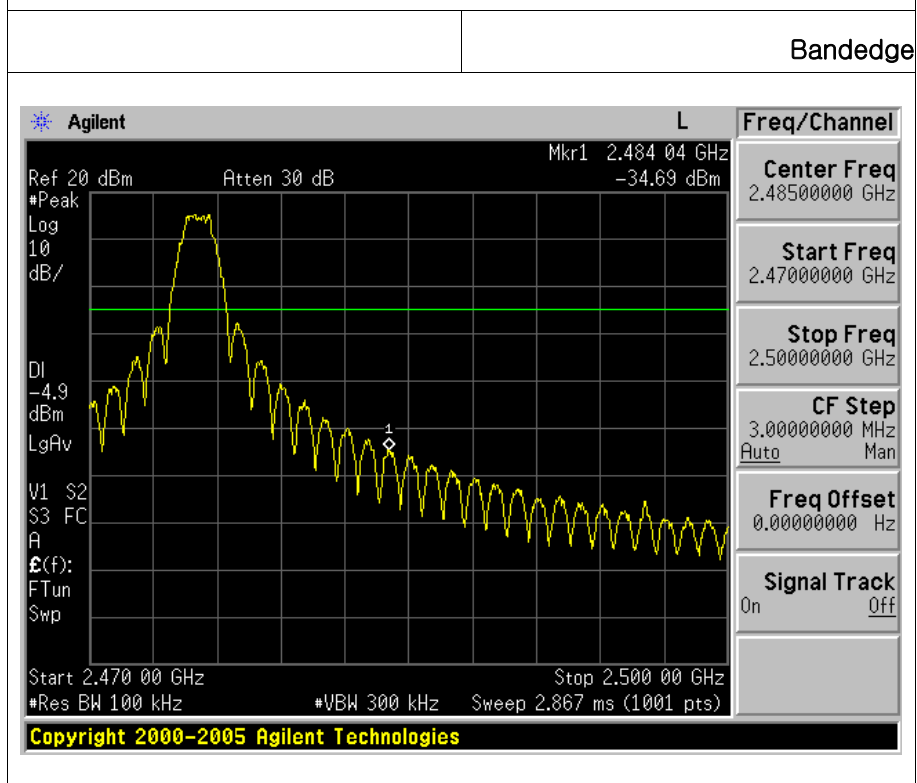 Bandedge
Agilent L
Freq/Channel
Mkr1 2.484 04 GHz
Ref 20 dBm Atten 30 dB -34.69 dBm
#Peak
Log
10
dB/
DI
-4.9
dBm
LgAv
V1 S2
S3 FC
A
£(f):
FTun
Swp
1
Start 2.470 00 GHz Stop 2.500 00 GHz
#Res BW 100 kHz #VBW 300 kHz Sweep 2.867 ms (1001 pts)
Copyright 2000-2005 Agilent Technologies
Center Freq
2.48500000 GHz
Start Freq
2.47000000 GHz
Stop Freq
2.50000000 GHz
CF Step
3.00000000 MHz
Auto Man
Freq Offset
0.00000000 Hz
Signal Track
On Off